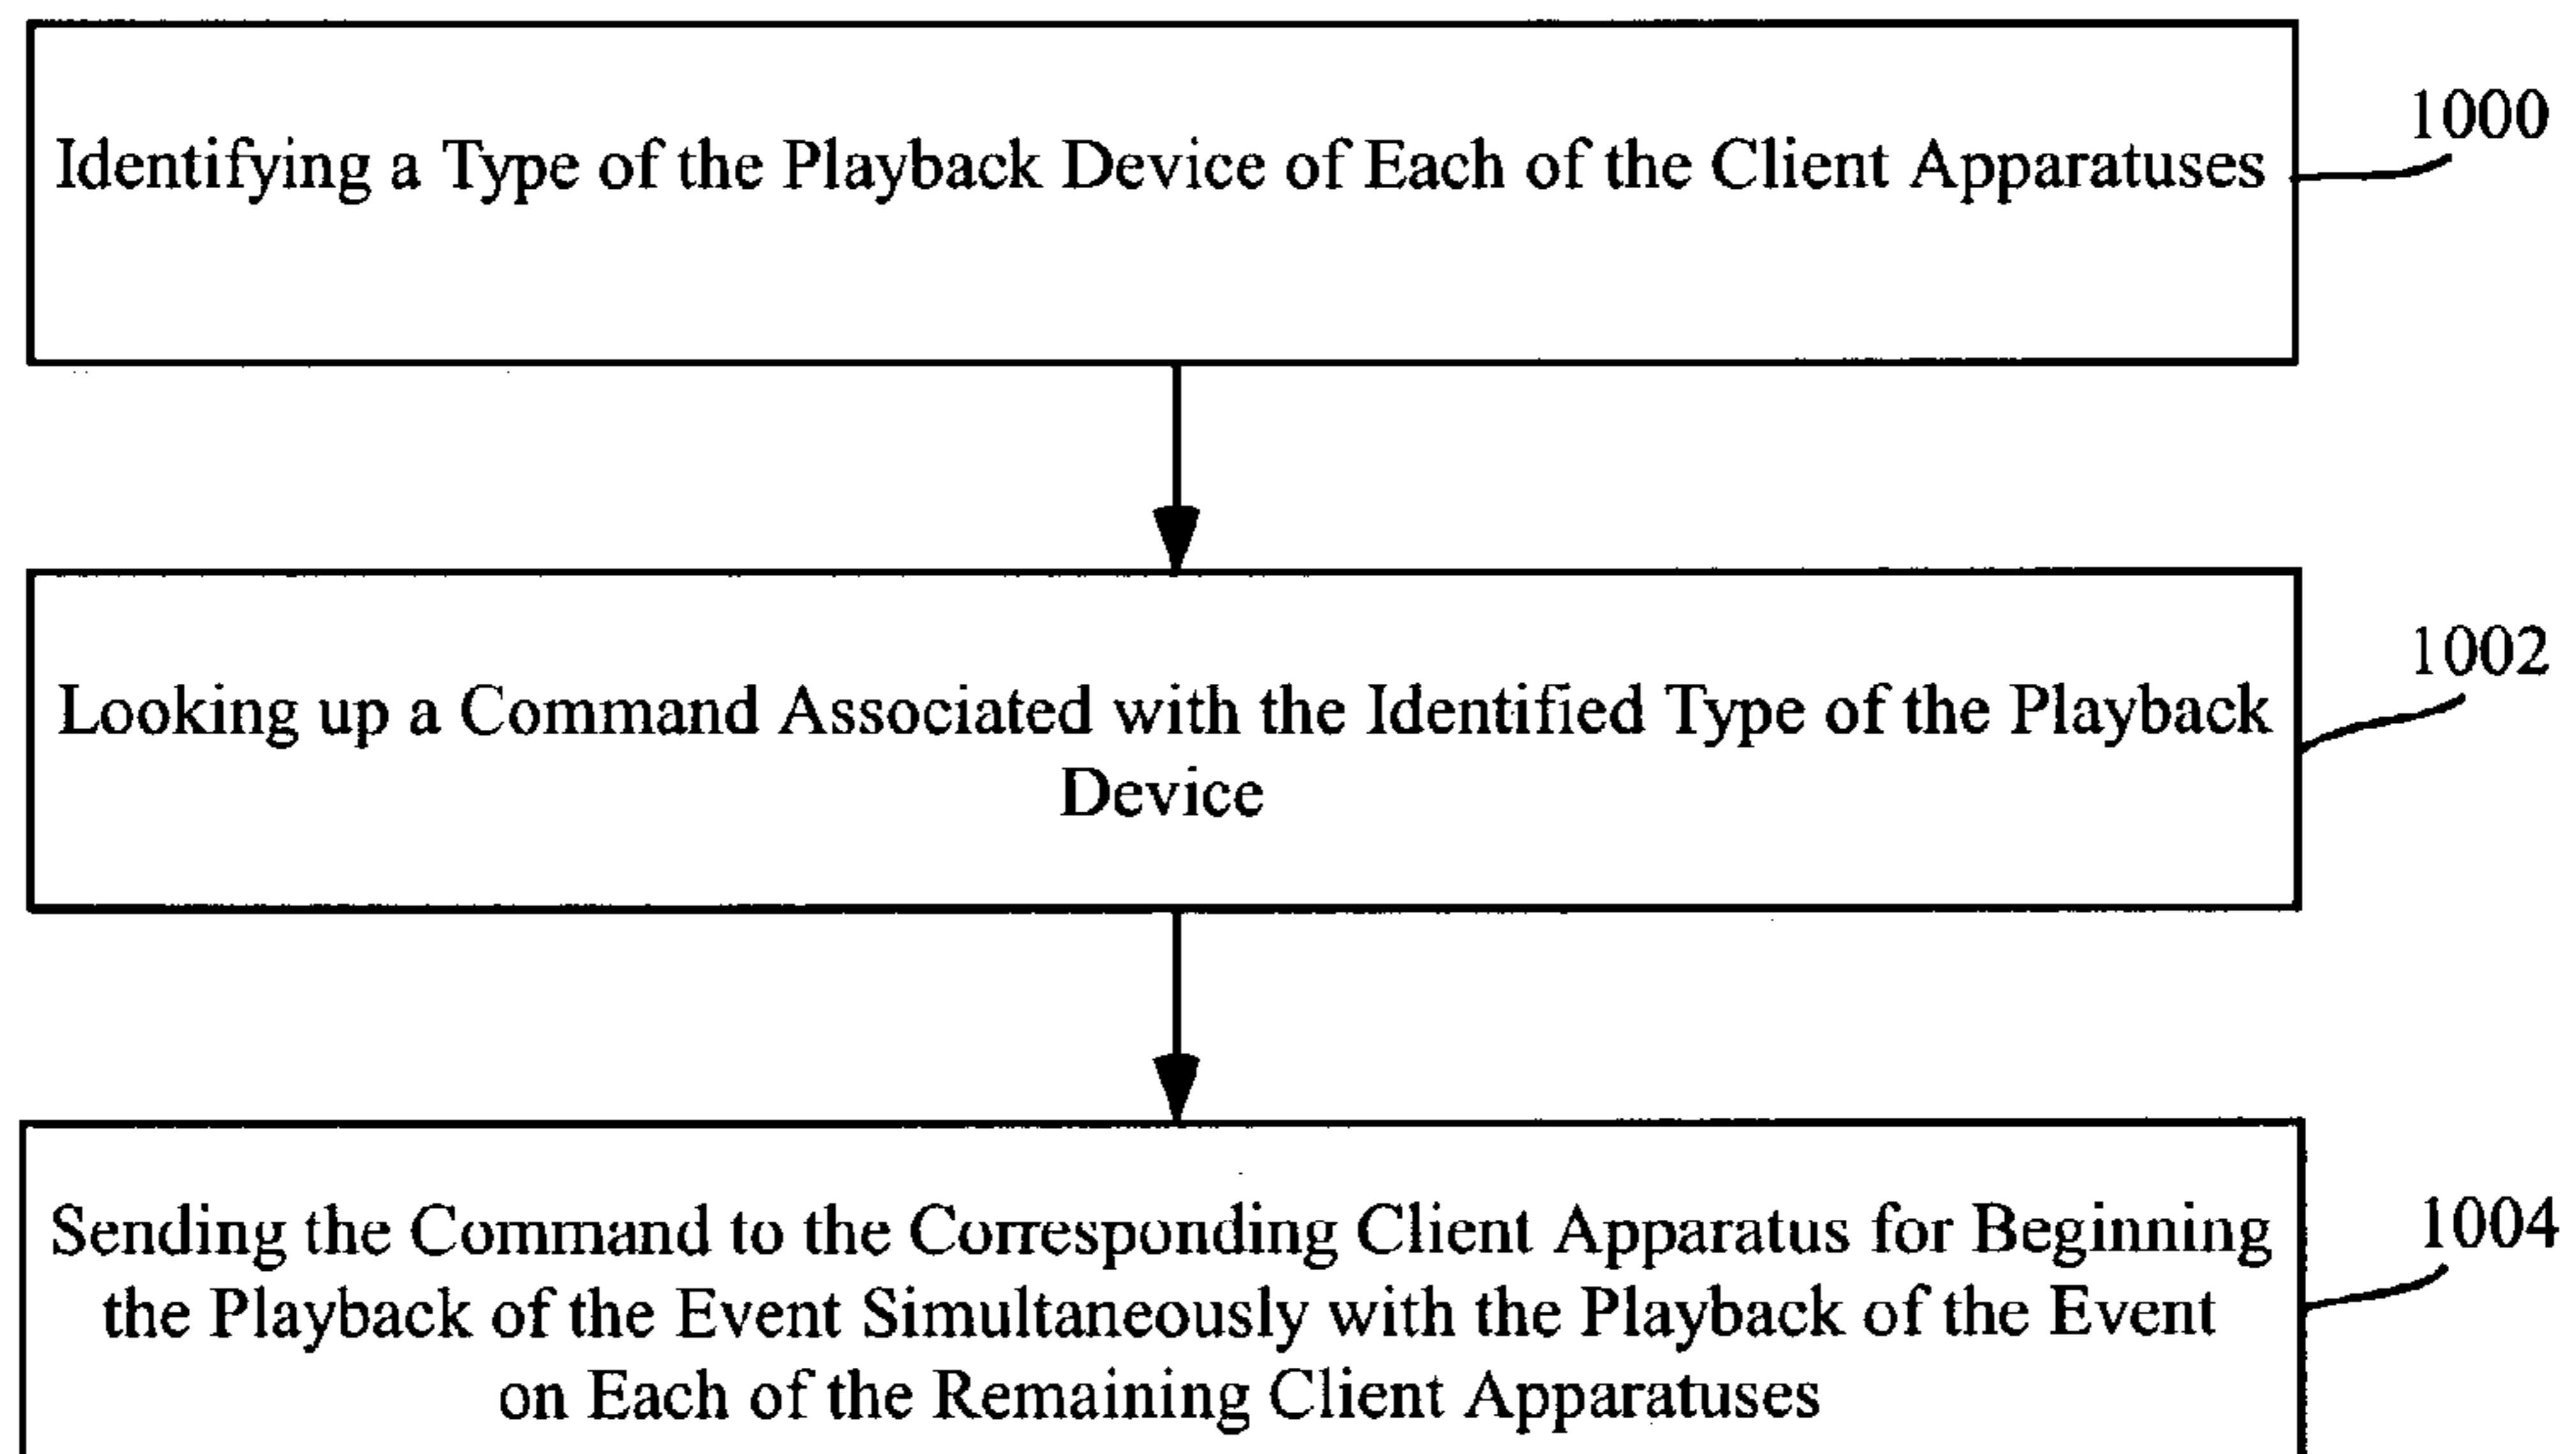 Identifying a Type of the Playback Device of Each of the Client Apparatuses
1000
Looking up a Command Associated with the Identified Type of the Playback
Device
1002
Sending the Command to the Corresponding Client Apparatus for Beginning
the Playback of the Event Simultaneously with the Playback of the Event
on Each of the Remaining Client Apparatuses
1004